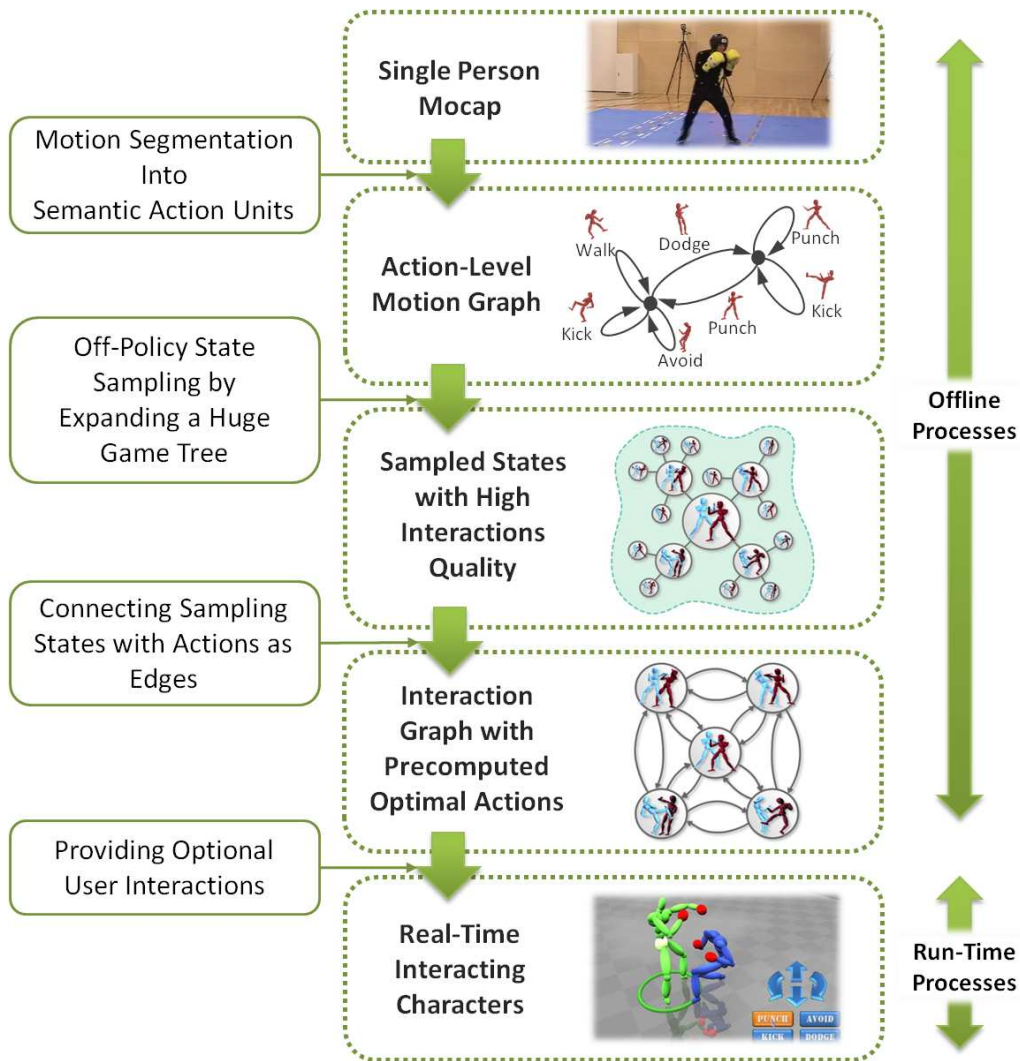 Single Person
Mocap
Motion Segmentation
Into
Semantic Action Units
Action-Level
Motion Graph
Walk
Dodge
Punch
Kick
Avoid
Punch
Kick
Off-Policy State
Sampling by
Expanding a Huge
Game Tree
Sampled States
with High
Interactions
Quality
Connecting Sampling
States with Actions as
Edges
Interaction
Graph with
Precomputed
Optimal Actions
Providing Optional
User Interactions
Real-Time
Interacting
Characters
PUNCH
AVOID
KICK
DODGE
Offline
Processes
Run-Time
Processes